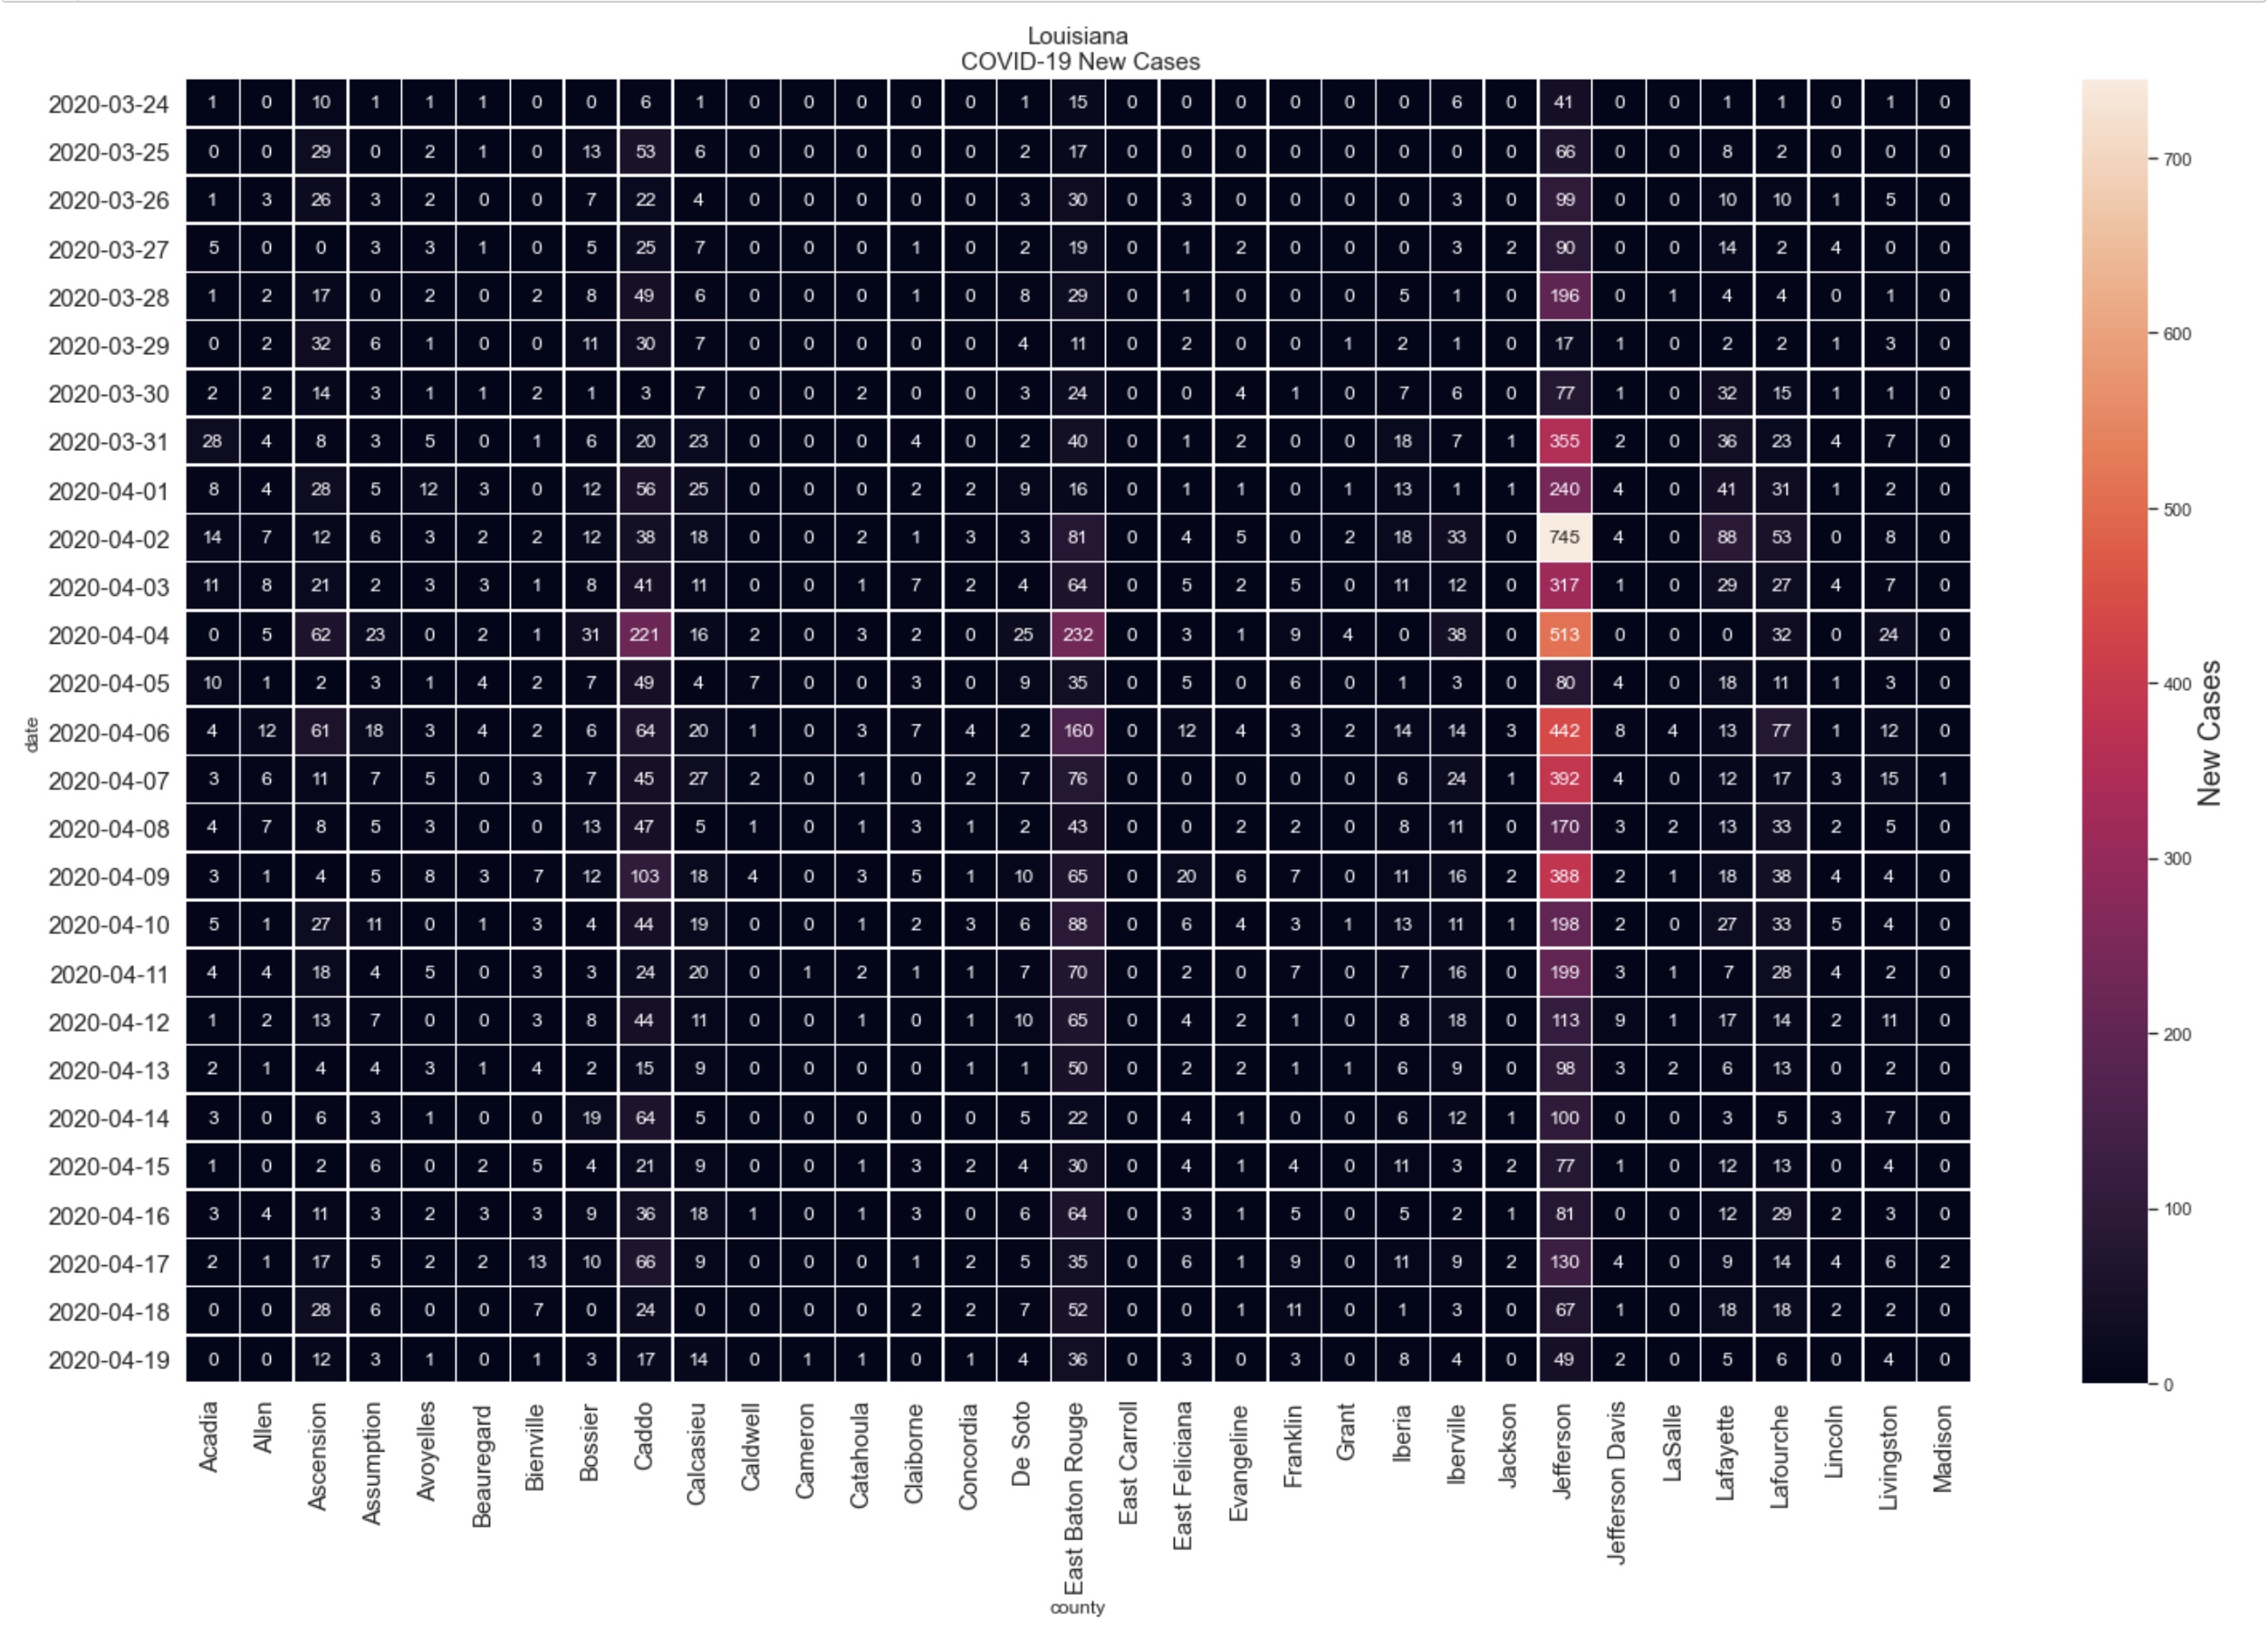 Louisiana
COVID-19 New Cases
2020-03-24 1 0 10 1 1 1 0 0 6 1 0 0 0 0 0 1 15 0 0 0 0 0 0 6 0 41 0 0 1 1 0 1 0
2020-03-25 0 0 29 0 2 1 0 13 53 6 0 0 0 0 0 2 17 0 0 0 0 0 0 0 0 66 0 0 8 2 0 0 0
2020-03-26 1 3 26 3 2 0 0 7 22 4 0 0 0 0 0 3 30 0 3 0 0 0 0 3 0 99 0 0 10 10 1 5 0
2020-03-27 5 0 0 3 3 1 0 5 25 7 0 0 0 1 0 2 19 0 1 2 0 0 0 3 2 90 0 0 14 2 4 0 0
2020-03-28 1 2 17 0 2 0 2 8 49 6 0 0 0 1 0 8 29 0 1 0 0 0 5 1 0 196 0 1 4 4 0 1 0
2020-03-29 0 2 32 6 1 0 0 11 30 7 0 0 0 0 0 4 11 0 2 0 0 1 2 1 0 17 1 0 2 2 1 3 0
2020-03-30 2 2 14 3 1 1 2 1 3 7 0 0 2 0 0 3 24 0 0 4 1 0 7 6 0 77 1 0 32 15 1 1 0
2020-03-31 28 4 8 3 5 0 1 6 20 23 0 0 0 4 0 2 40 0 1 2 0 0 18 7 1 355 2 0 36 23 4 7 0
2020-04-01 8 4 28 5 12 3 0 12 56 25 0 0 0 2 2 9 16 0 1 1 0 1 13 1 1 240 4 0 41 31 1 2 0
2020-04-02 14 7 12 6 3 2 2 12 38 18 0 0 2 1 3 3 81 0 4 5 0 2 18 33 0 745 4 0 88 53 0 8 0
2020-04-03 11 8 21 2 3 3 1 8 41 11 0 0 1 7 2 4 64 0 5 2 5 0 11 12 0 317 1 0 29 27 4 7 0
2020-04-04 0 5 62 23 0 2 1 31 221 16 2 0 3 2 0 25 232 0 3 1 9 4 0 38 0 513 0 0 0 32 0 24 0
2020-04-05 10 1 2 3 1 4 2 7 49 4 7 0 0 3 0 9 35 0 5 0 6 0 1 3 0 80 4 0 18 11 1 3 0
2020-04-06 4 12 61 18 3 4 2 6 64 20 1 0 3 7 4 2 160 0 12 4 3 2 14 14 3 442 8 4 13 77 1 12 0
2020-04-07 3 6 11 7 5 0 3 7 45 27 2 0 1 0 2 7 76 0 0 0 0 0 6 24 1 392 4 0 12 17 3 15 1
2020-04-08 4 7 8 5 3 0 0 13 47 5 1 0 1 3 1 2 43 0 0 2 2 0 8 11 0 170 3 2 13 33 2 5 0
2020-04-09 3 1 4 5 8 3 7 12 103 18 4 0 3 5 1 10 65 0 20 6 7 0 11 16 2 388 2 1 18 38 4 4 0
2020-04-10 5 1 27 11 0 1 3 4 44 19 0 0 1 2 3 6 88 0 6 4 3 1 13 11 1 198 2 0 27 33 5 4 0
2020-04-11 4 4 18 4 5 0 3 3 24 20 0 1 2 1 1 7 70 0 2 0 7 0 7 16 0 199 3 1 7 28 4 2 0
2020-04-12 1 2 13 7 0 0 3 8 44 11 0 0 1 0 1 10 65 0 4 2 1 0 8 18 0 113 9 1 17 14 2 11 0
2020-04-13 2 1 4 4 3 1 4 2 15 9 0 0 0 0 1 1 50 0 2 2 1 1 6 9 0 98 3 2 6 13 0 2 0
2020-04-14 3 0 6 3 1 0 0 19 64 5 0 0 0 0 0 5 22 0 4 1 0 0 6 12 1 100 0 0 3 5 3 7 0
2020-04-15 1 0 2 6 0 2 5 4 21 9 0 0 1 3 2 4 30 0 4 1 4 0 11 3 2 77 1 0 12 13 0 4 0
2020-04-16 3 4 11 3 2 3 3 9 36 18 1 0 1 3 0 6 64 0 3 1 5 0 5 2 1 81 0 0 12 29 2 3 0
2020-04-17 2 1 17 5 2 2 13 10 66 9 0 0 0 1 2 5 35 0 6 1 9 0 11 9 2 130 4 0 9 14 4 6 2
2020-04-18 0 0 28 6 0 0 7 0 24 0 0 0 0 2 2 7 52 0 0 1 11 0 1 3 0 67 1 0 18 18 2 2 0
2020-04-19 0 0 12 3 1 0 1 3 17 14 0 1 1 0 1 4 36 0 3 0 3 0 8 4 0 49 2 0 5 6 0 4 0
date
Acadia
Allen
Ascension
Assumption
Avoyelles
Beauregard
Bienville
Bossier
Caddo
Calcasieu
Caldwell
Cameron
Catahoula
Claiborne
Concordia
De Soto
East Baton Rouge
East Carroll
East Feliciana
Evangeline
Franklin
Grant
Iberia
Iberville
Jackson
Jefferson
Jefferson Davis
LaSalle
Lafayette
Lafourche
Lincoln
Livingston
Madison
county
700
600
500
400
300
200
100
0
New Cases